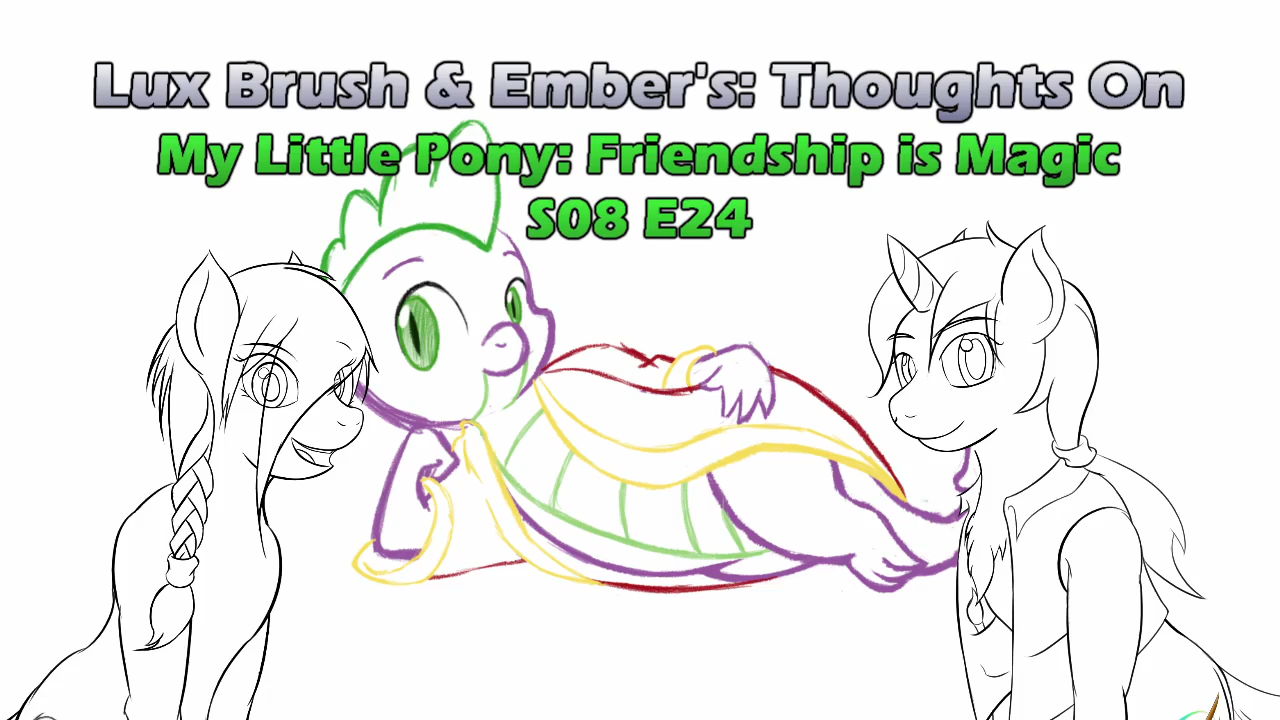 Lux Brush & Ember's: Thoughts On
My Little Pony: Friendship is Magic
S08 E24